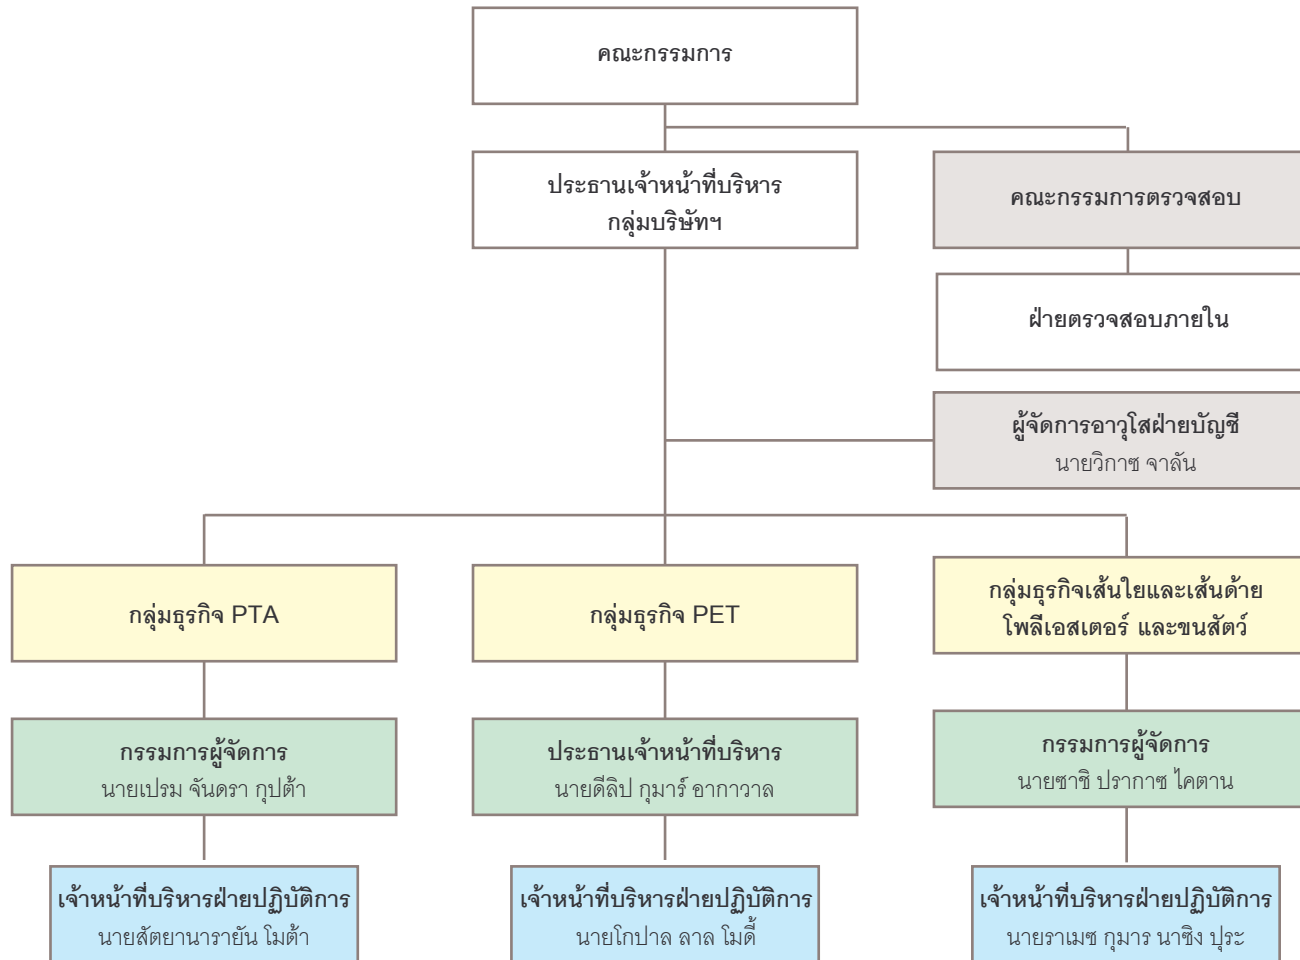 คณะกรรมการ
ประธานเจ้าหน้าที่บริหาร
กลุ่มบริษัทฯ
คณะกรรมการตรวจสอบ
ฝ่ายตรวจสอบภายใน
ผู้จัดการอาวุโสฝ่ายบัญชี
นายวิกาซ จาลัน
กลุ่มธุรกิจ PTA
กลุ่มธุรกิจ PET
กลุ่มธุรกิจเส้นใยและเส้นด้าย
โพลีเอสเตอร์ และขนสัตว์
กรรมการผู้จัดการ
นายเปรม จันดรา กุปต้า
ประธานเจ้าหน้าที่บริหาร
นายดีลิป กุมาร์ อากาวาล
กรรมการผู้จัดการ
นายซาชิ ปรากาซ ไคตาน
เจ้าหน้าที่บริหารฝ่ายปฏิบัติการ
นายสัตยานารายัน โมต้า
เจ้าหน้าที่บริหารฝ่ายปฏิบัติการ
นายโกปาล ลาล โมดี้
เจ้าหน้าที่บริหารฝ่ายปฏิบัติการ
นายราเมซ กุมาร นาซิง ปุระ